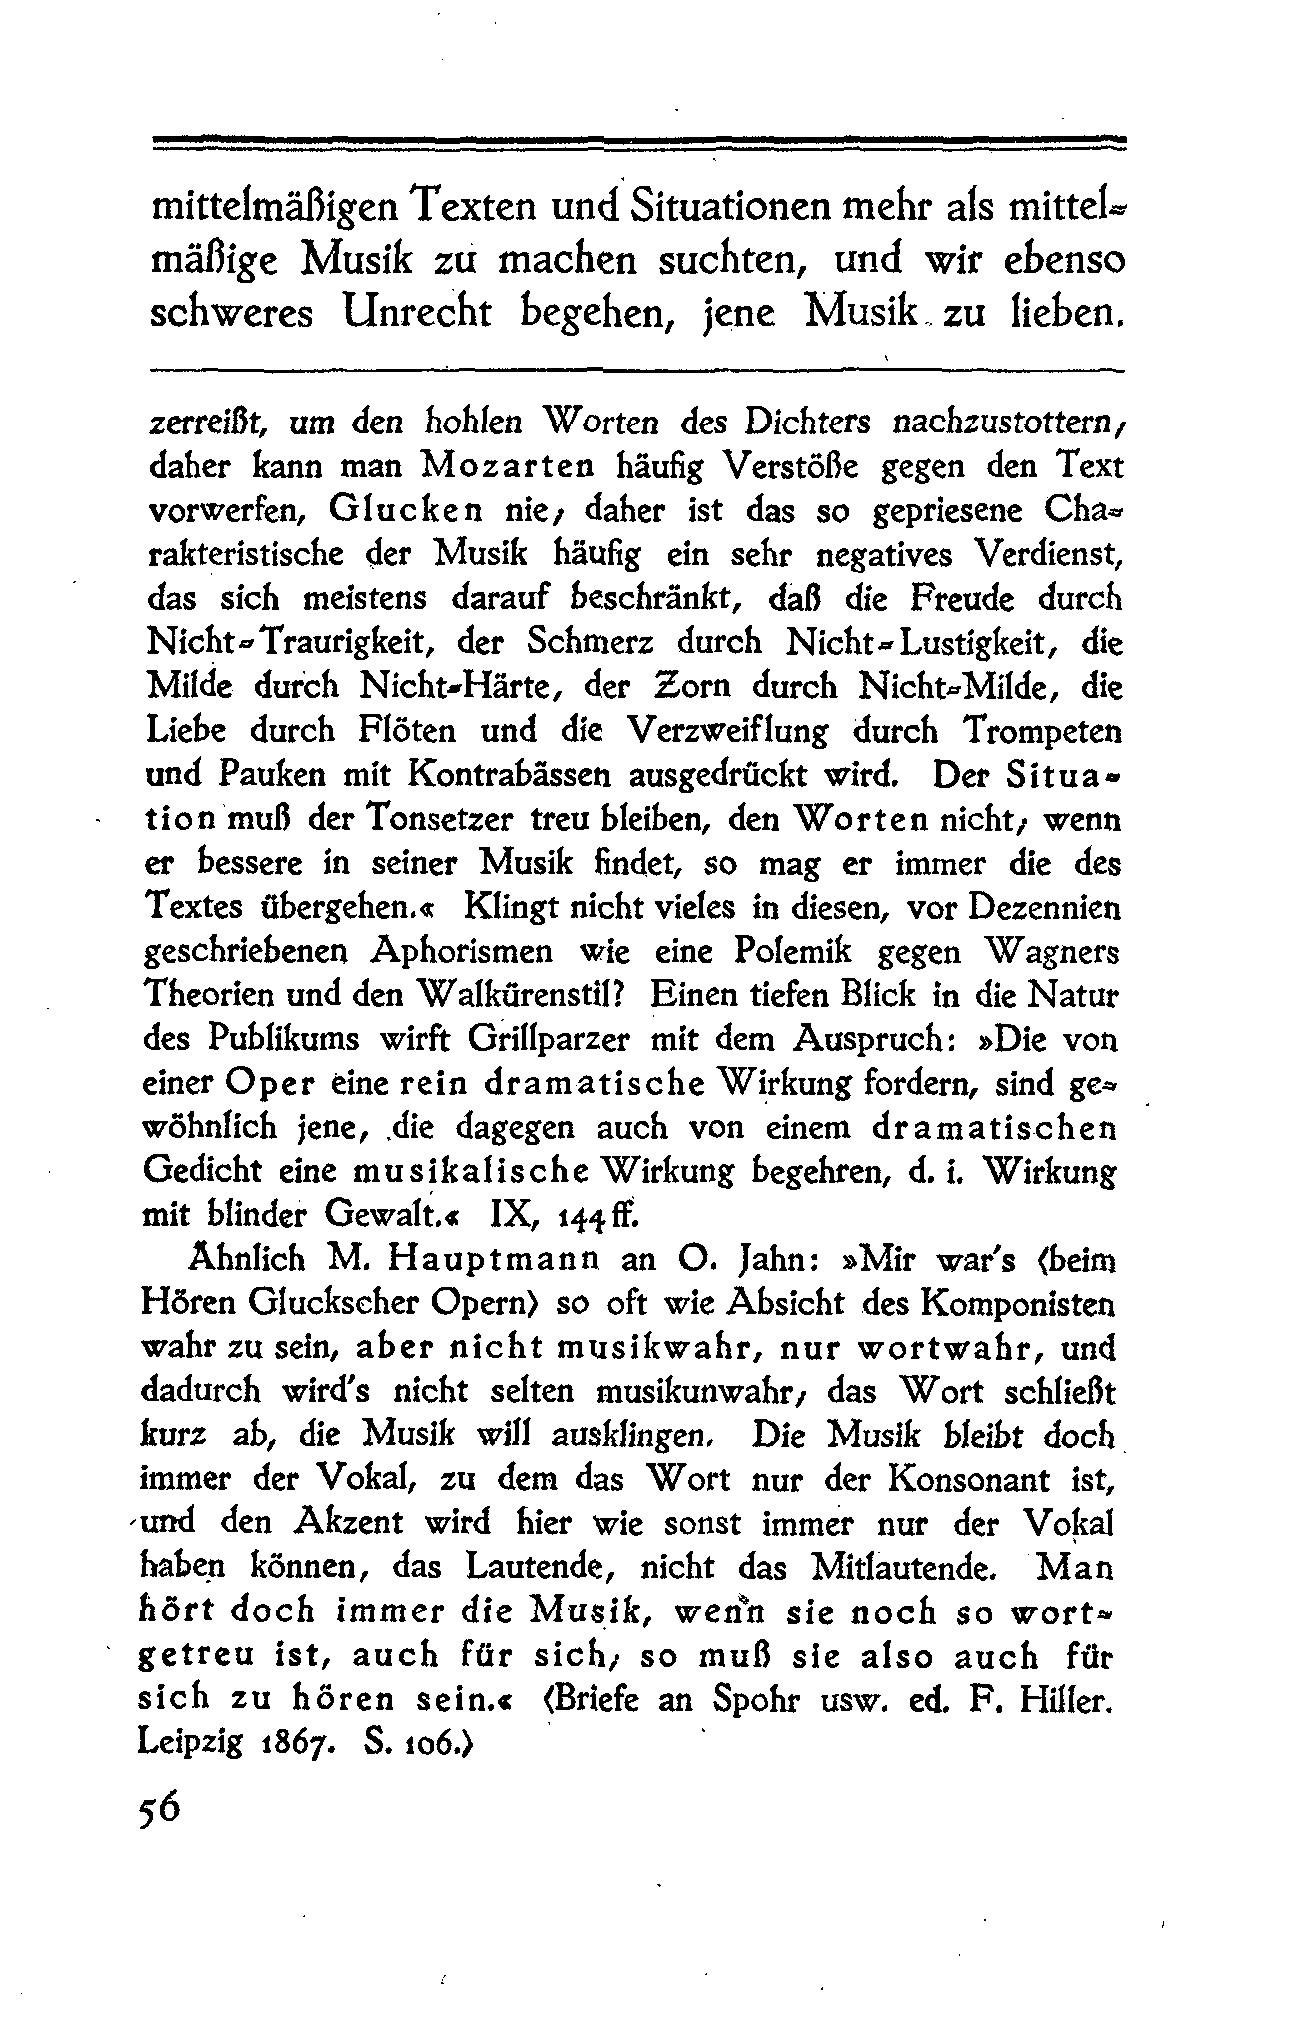 mittelmäßigen Texten und Situationen mehr als mittel-
mäßige Musik zu machen suchten, und wir ebenso
schweres Unrecht begehen, jene Musik zu lieben.
zerreißt, um den hohlen Worten des Dichters nachzustottern;
daher kann man Mozarten häufig Verstöße gegen den Text
vorwerfen, Glucken nie; daher ist das so gepriesene Cha-
rakteristische der Musik häufig ein sehr negatives Verdienst,
das sich meistens darauf beschränkt, daß die Freude durch
Nicht-Traurigkeit, der Schmerz durch Nicht-Lustigkeit, die
Milde durch Nicht-Härte, der Zorn durch Nicht-Milde, die
Liebe durch Flöten und die Verzweiflung durch Trompeten
und Pauken mit Kontrabässen ausgedrückt wird. Der Situa-
tion muß der Tonsetzer treu bleiben, den Worten nicht; wenn
er bessere in seiner Musik findet, so mag er immer die des
Textes übergehen.« Klingt nicht vieles in diesen, vor Dezennien
geschriebenen Aphorismen wie eine Polemik gegen Wagners
Theorien und den Walkürenstil? Einen tiefen Blick in die Natur
des Publikums wirft Grillparzer mit dem Auspruch: »Die von
einer Oper eine rein dramatische Wirkung fordern, sind ge-
wöhnlich jene, die dagegen auch von einem dramatischen
Gedicht eine musikalische Wirkung begehren, d. i. Wirkung
mit blinder Gewalt.« IX, 144 ff.
Ähnlich M. Hauptmann an O. Jahn: »Mir war's (beim
Hören Gluckscher Opern) so oft wie Absicht des Komponisten
wahr zu sein, aber nicht musikwahr, nur wortwahr, und
dadurch wird's nicht selten musikunwahr; das Wort schließt
kurz ab, die Musik will ausklingen. Die Musik bleibt doch
immer der Vokal, zu dem das Wort nur der Konsonant ist,
und den Akzent wird hier wie sonst immer nur der Vokal
haben können, das Lautende, nicht das Mitlautende. Man
hört doch immer die Musik, wenn sie noch so wort-
getreu ist, auch für sich; so muß sie also auch für
sich zu hören sein.« (Briefe an Spohr usw. ed. F. Hiller.
Leipzig 1867. S. 106.)
56